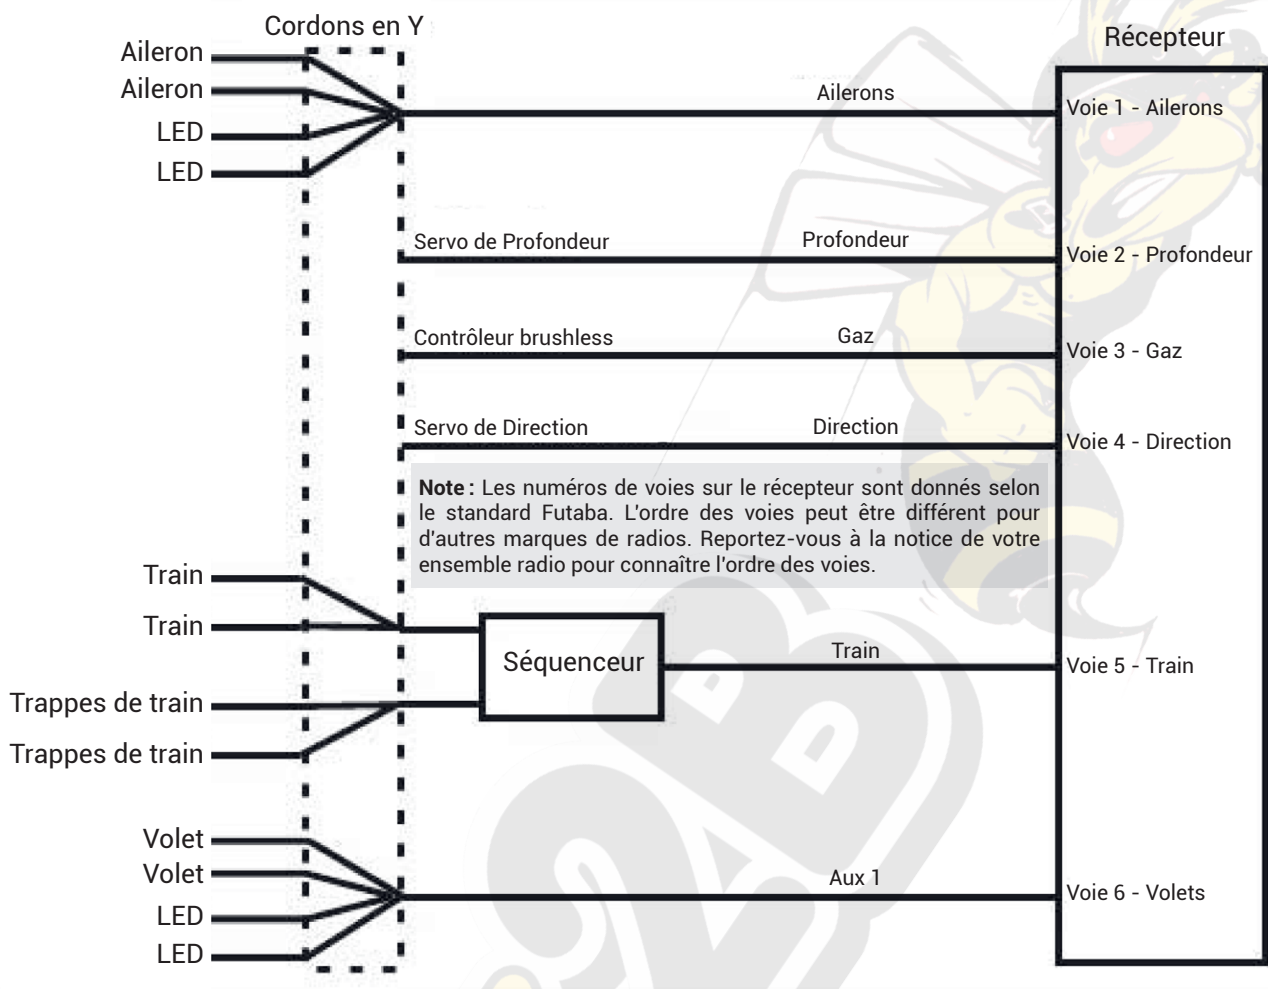 Cordons en Y
Récepteur
Aileron
Aileron
LED
LED
Ailerons
Voie 1 - Ailerons
Servo de Profondeur
Profondeur
Voie 2 - Profondeur
Contrôleur brushless
Gaz
Voie 3 - Gaz
Servo de Direction
Direction
Voie 4 - Direction
Note : Les numéros de voies sur le récepteur sont donnés selon
le standard Futaba. L'ordre des voies peut être différent pour
d'autres marques de radios. Reportez-vous à la notice de votre
ensemble radio pour connaître l'ordre des voies.
Train
Train
Trappes de train
Trappes de train
Séquenceur
Train
Voie 5 - Train
Volet
Volet
LED
LED
Aux 1
Voie 6 - Volets